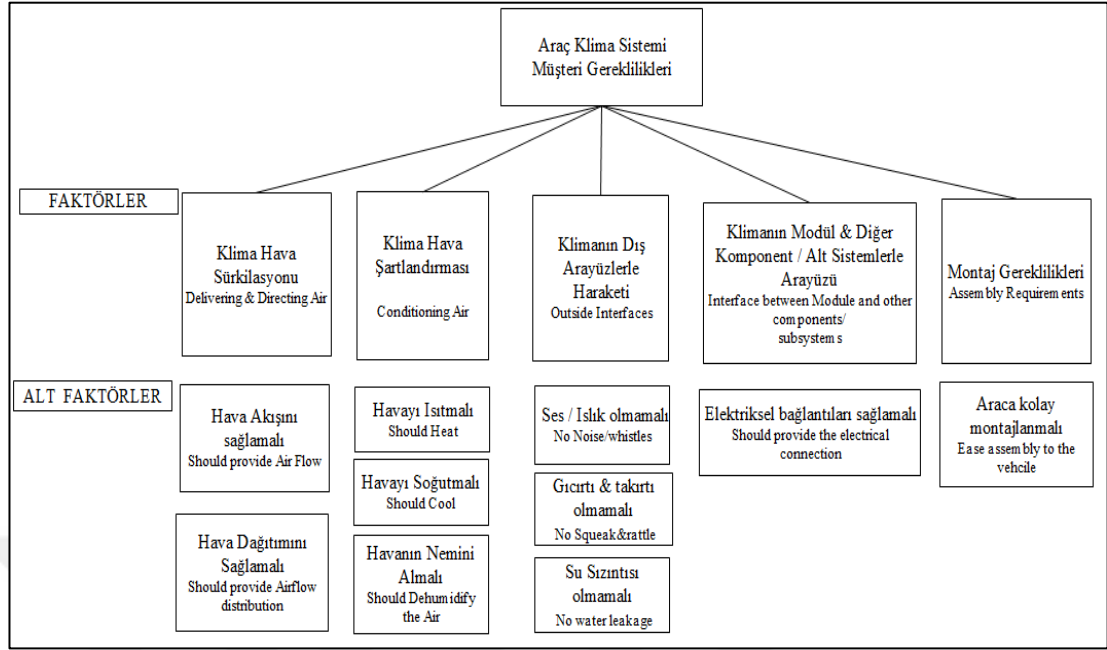 Araç Klima Sistemi
Müşteri Gereklilikleri
FAKTÖRLER
Klima Hava
Sürkilasyonu
Delivering & Directing Air
Klima Hava
Şartlandırması
Conditioning Air
Klimanın Dış
Arayüzlerle
Haraketi
Outside Interfaces
Klimanın Modül & Diğer
Komponent / Alt Sistemlerle
Arayüzü
Interface between Module and other
components/
subsystems
Montaj Gereklilikleri
Assembly Requirements
ALT FAKTÖRLER
Hava Akışını
sağlamalı
Should provide Air Flow
Hava Dağıtımını
Sağlamalı
Should provide Airflow
distribution
Havayı Isıtmalı
Should Heat
Havayı Soğutmalı
Should Cool
Havanın Nemini
Almalı
Should Dehumidify
the Air
Ses / Islık olmamalı
No Noise/whistles
Gıcırtı & takırtı
olmamalı
No Squeak&rattle
Su Sızıntısı
olmamalı
No water leakage
Elektriksel bağlantıları sağlamalı
Should provide the electrical
connection
Araca kolay
montajlanmalı
Ease assembly to the
vehcile